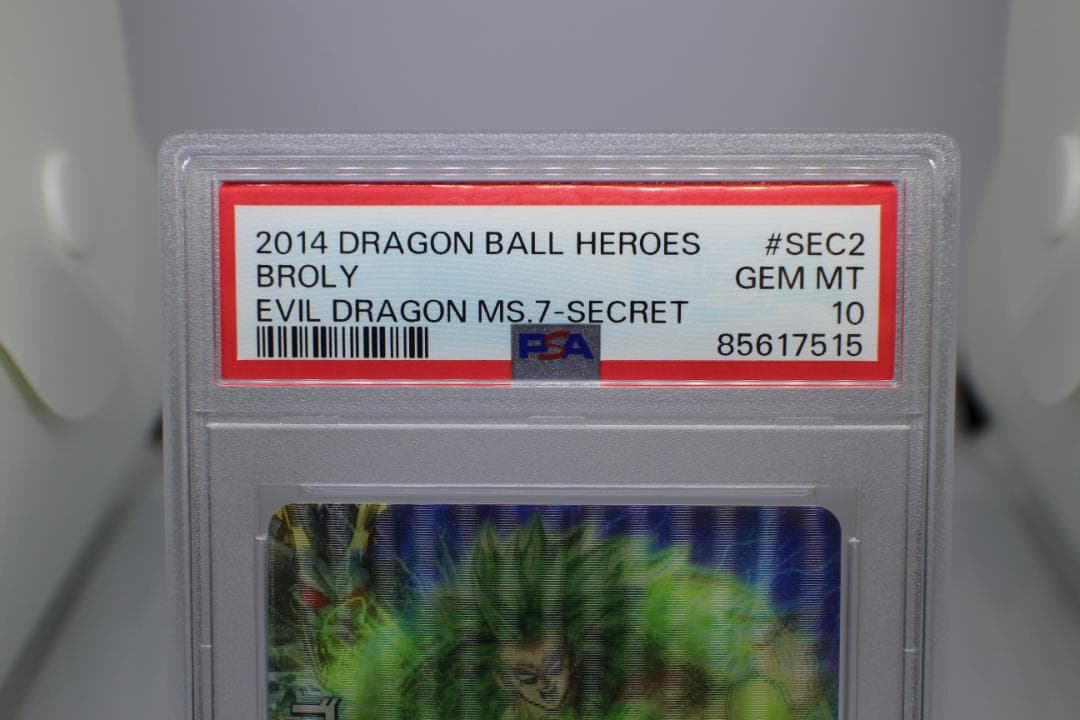 2014 DRAGON BALL HEROES #SEC2
BROLY GEM MT
EVIL DRAGON MS.7-SECRET 10
PSA 85617515